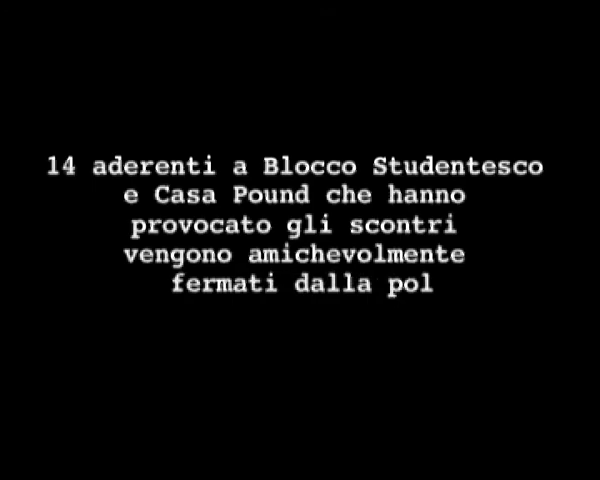 14 aderenti a Blocco Studentesco
e Casa Pound che hanno
provocato gli scontri
vengono amichevolmente
fermati dalla pol